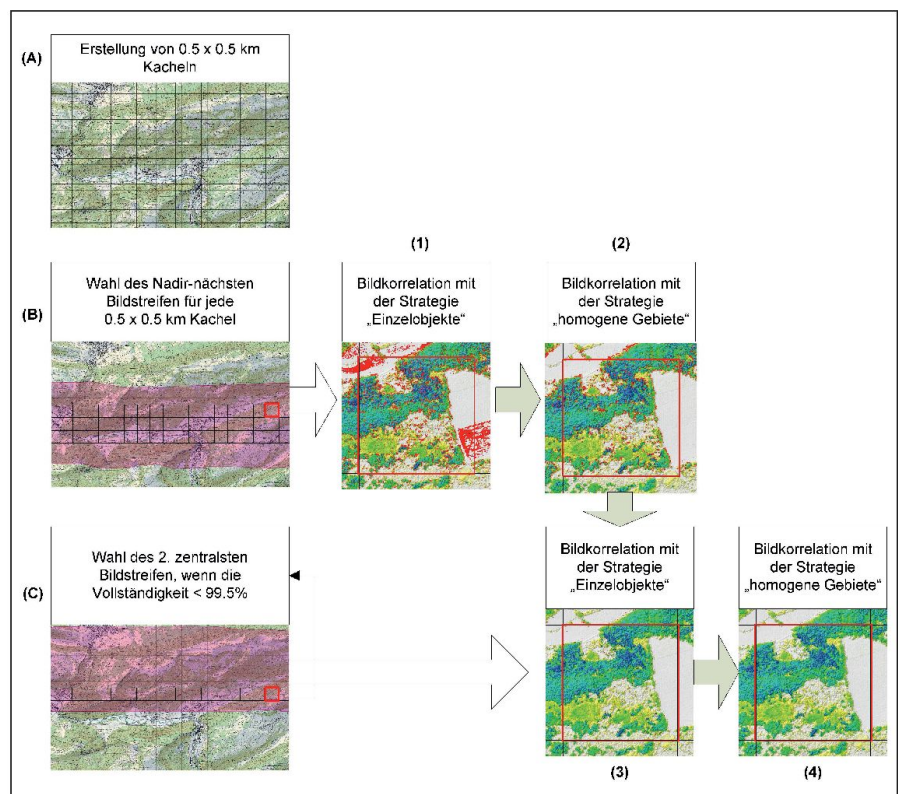 (A)
Erstellung von 0.5 x 0.5 km
Kacheln
(1)
(2)
(B)
Wahl des Nadir-nächsten
Bildstreifen für jede
0.5 x 0.5 km Kachel
Bildkorrelation mit
der Strategie
„Einzelobjekte“
Bildkorrelation mit
der Strategie
„homogene Gebiete“
(C)
Wahl des 2. zentralsten
Bildstreifen, wenn die
Vollständigkeit < 99.5%
Bildkorrelation mit
der Strategie
„Einzelobjekte“
Bildkorrelation mit
der Strategie
„homogene Gebiete“
(3)
(4)